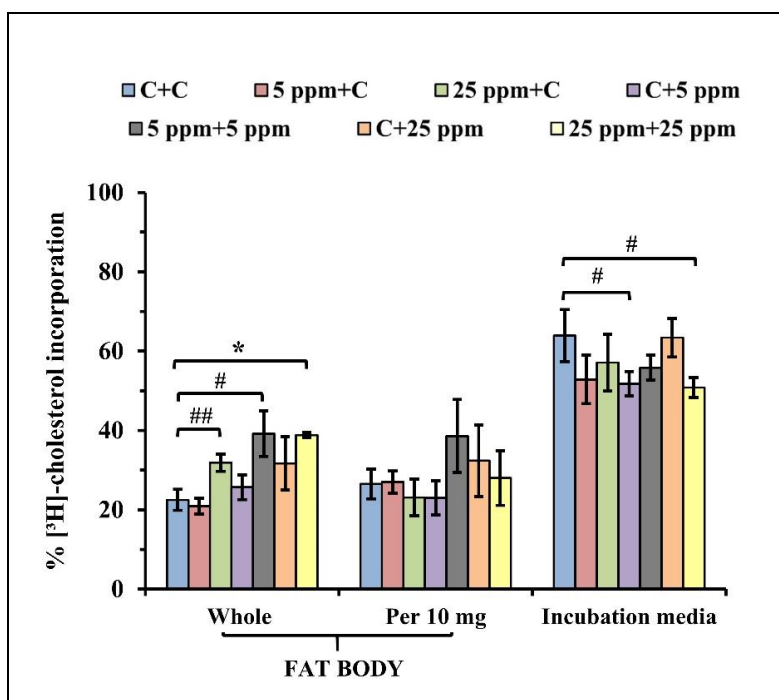 C+C 5 ppm+C 25 ppm+C C+5 ppm
5 ppm+5 ppm C+25 ppm 25 ppm+25 ppm
% [³H]-cholesterol incorporation
100
80
60
40
20
0
##
#
*
#
#
Whole Per 10 mg Incubation media
FAT BODY